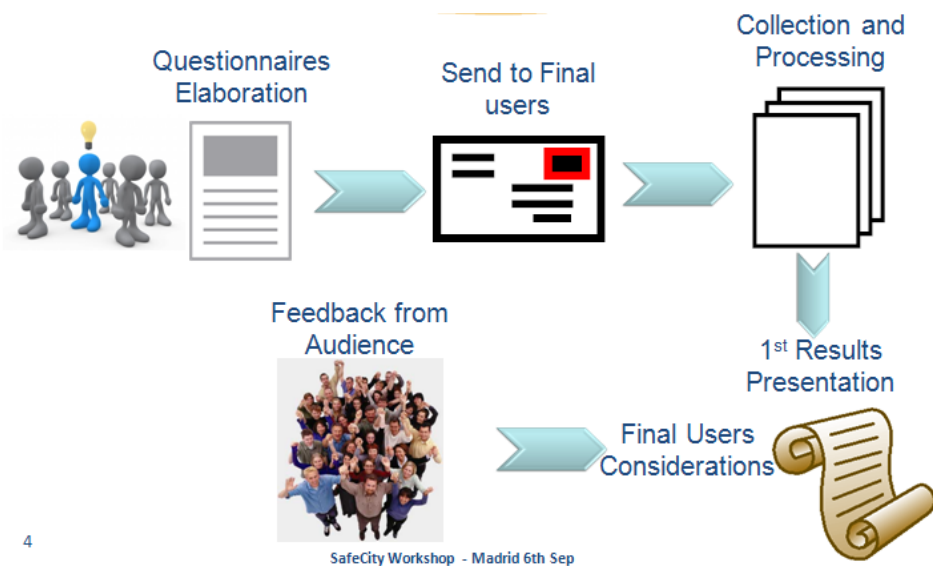 Questionnaires
Elaboration
Send to Final
users
Collection and
Processing
Feedback from
Audience
1st Results
Presentation
Final Users
Considerations
4
SafeCity Workshop - Madrid 6th Sep